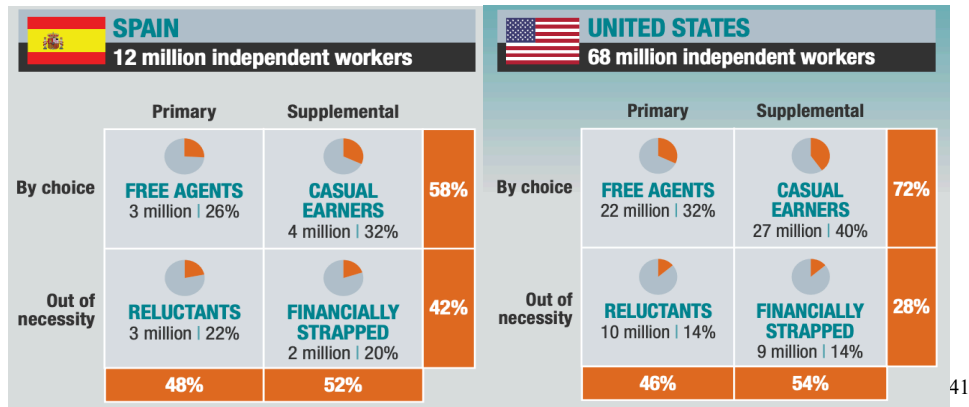 SPAIN
12 million independent workers
Primary Supplemental
By choice
FREE AGENTS
3 million | 26%
CASUAL
EARNERS
4 million | 32%
58%
Out of
necessity
RELUCTANTS
3 million | 22%
FINANCIALLY
STRAPPED
2 million | 20%
42%
48% 52%
UNITED STATES
68 million independent workers
Primary Supplemental
By choice
FREE AGENTS
22 million | 32%
CASUAL
EARNERS
27 million | 40%
72%
Out of
necessity
RELUCTANTS
10 million | 14%
FINANCIALLY
STRAPPED
9 million | 14%
28%
46% 54%
41